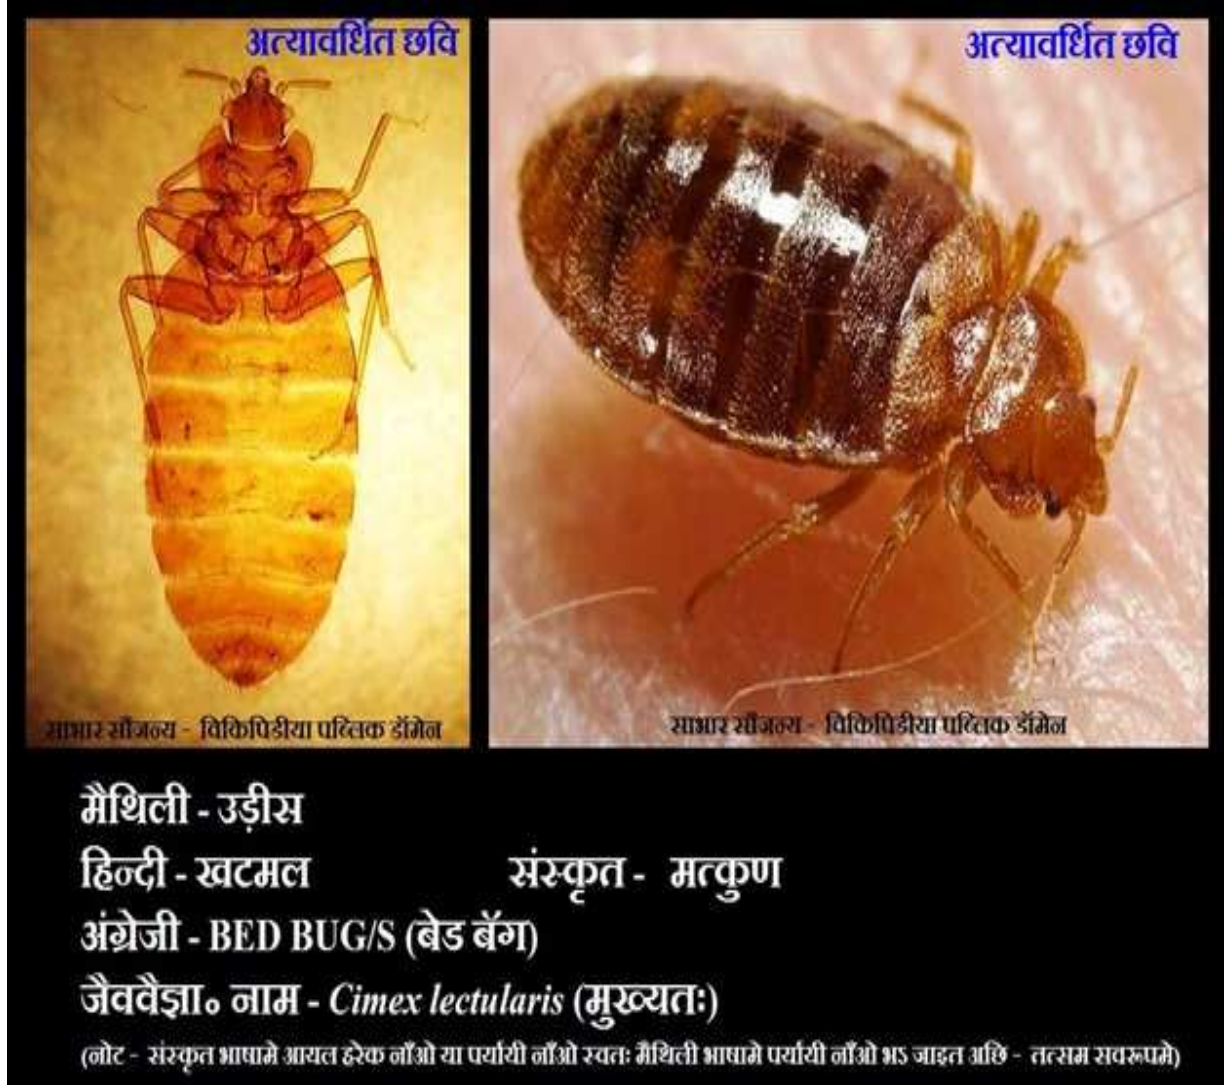 अत्यावर्धित छवि
अत्यावर्धित छवि
साभार सौजन्य - विकिपिडीया पब्लिक डॉमेन
साभार सौजन्य - विकिपिडीया पब्लिक डॉमेन
मैथिली - उड़ीस
हिन्दी - खटमल संस्कृत - मत्कुण
अंग्रेजी - BED BUG/S (बेड बॅग)
जैववैज्ञा॰ नाम - Cimex lectularis (मुख्यतः)
(नोट - संस्कृत भाषामे आयल हरेक नाँओ या पर्यायी नाँओ स्वतः मैथिली भाषामे पर्यायी नाँओ भऽ जाइत अछि - तत्सम सवरूपमे)